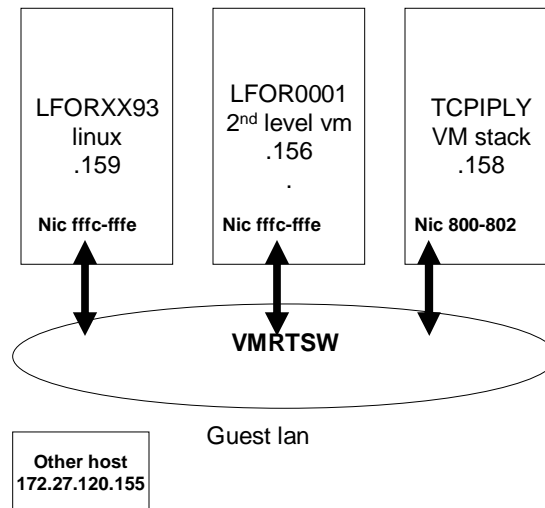 LFORXX93
linux
.159
Nic fffc-fffe
LFOR0001
2nd level vm
.156
.
Nic fffc-fffe
TCPIPLY
VM stack
.158
Nic 800-802
VMRTSW
Guest lan
Other host
172.27.120.155